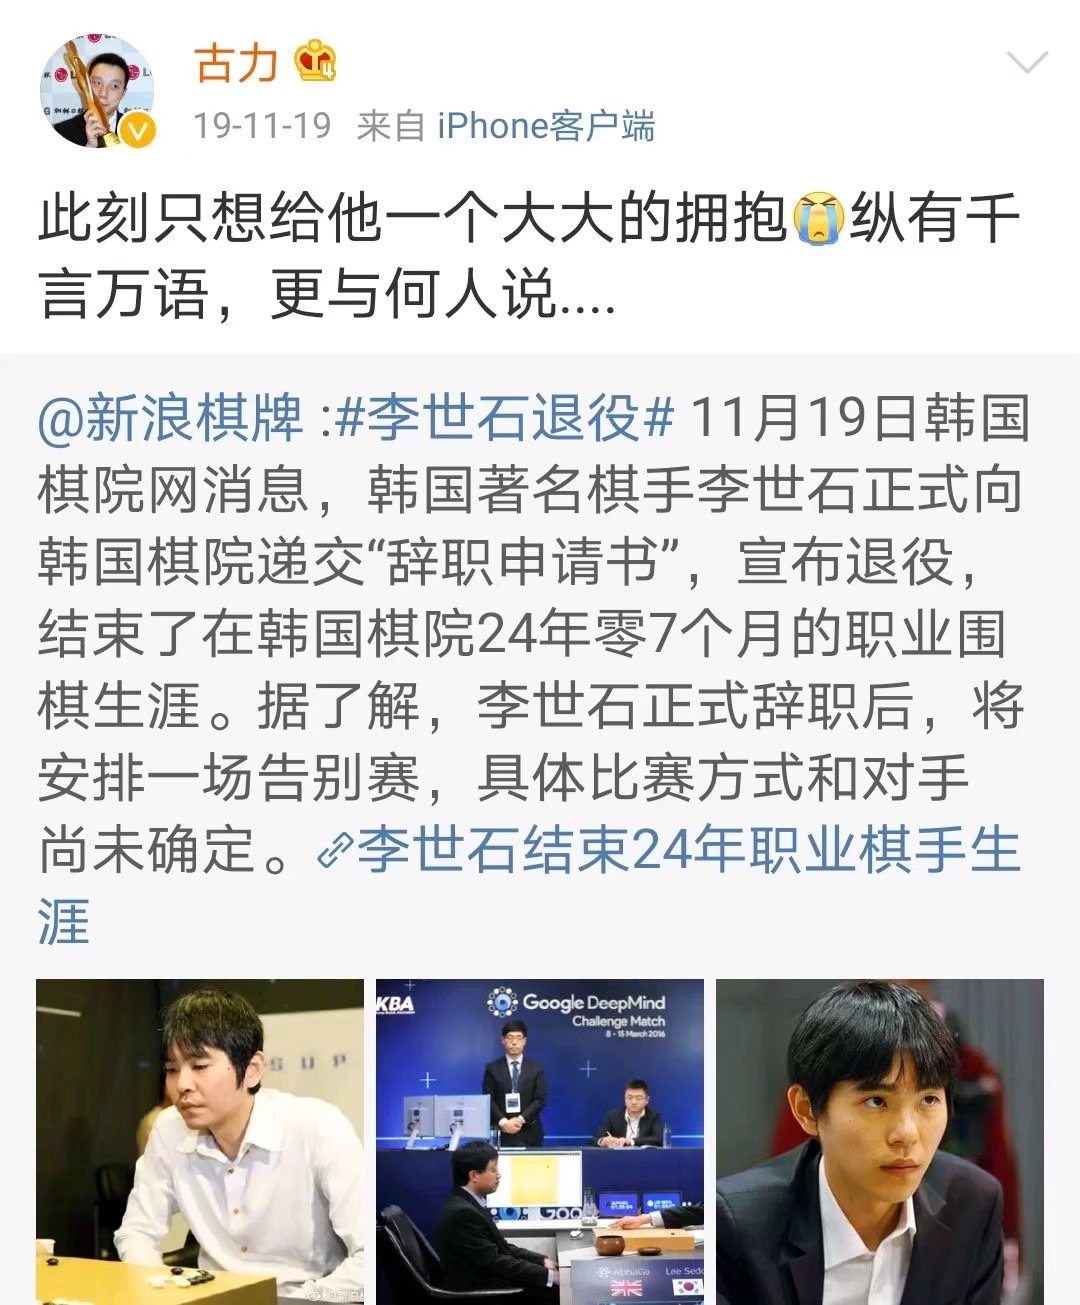 古力
19-11-19 来自 iPhone客户端
此刻只想给他一个大大的拥抱😭纵有千
言万语，更与何人说....
@新浪棋牌 :#李世石退役# 11月19日韩国
棋院网消息，韩国著名棋手李世石正式向
韩国棋院递交“辞职申请书”，宣布退役，
结束了在韩国棋院24年零7个月的职业围
棋生涯。据了解，李世石正式辞职后，将
安排一场告别赛，具体比赛方式和对手
尚未确定。李世石结束24年职业棋手生
涯
S U P
KBA
Google DeepMind
Challenge Match
8 - 15 March 2016
AlphaGo
Lee Sedo